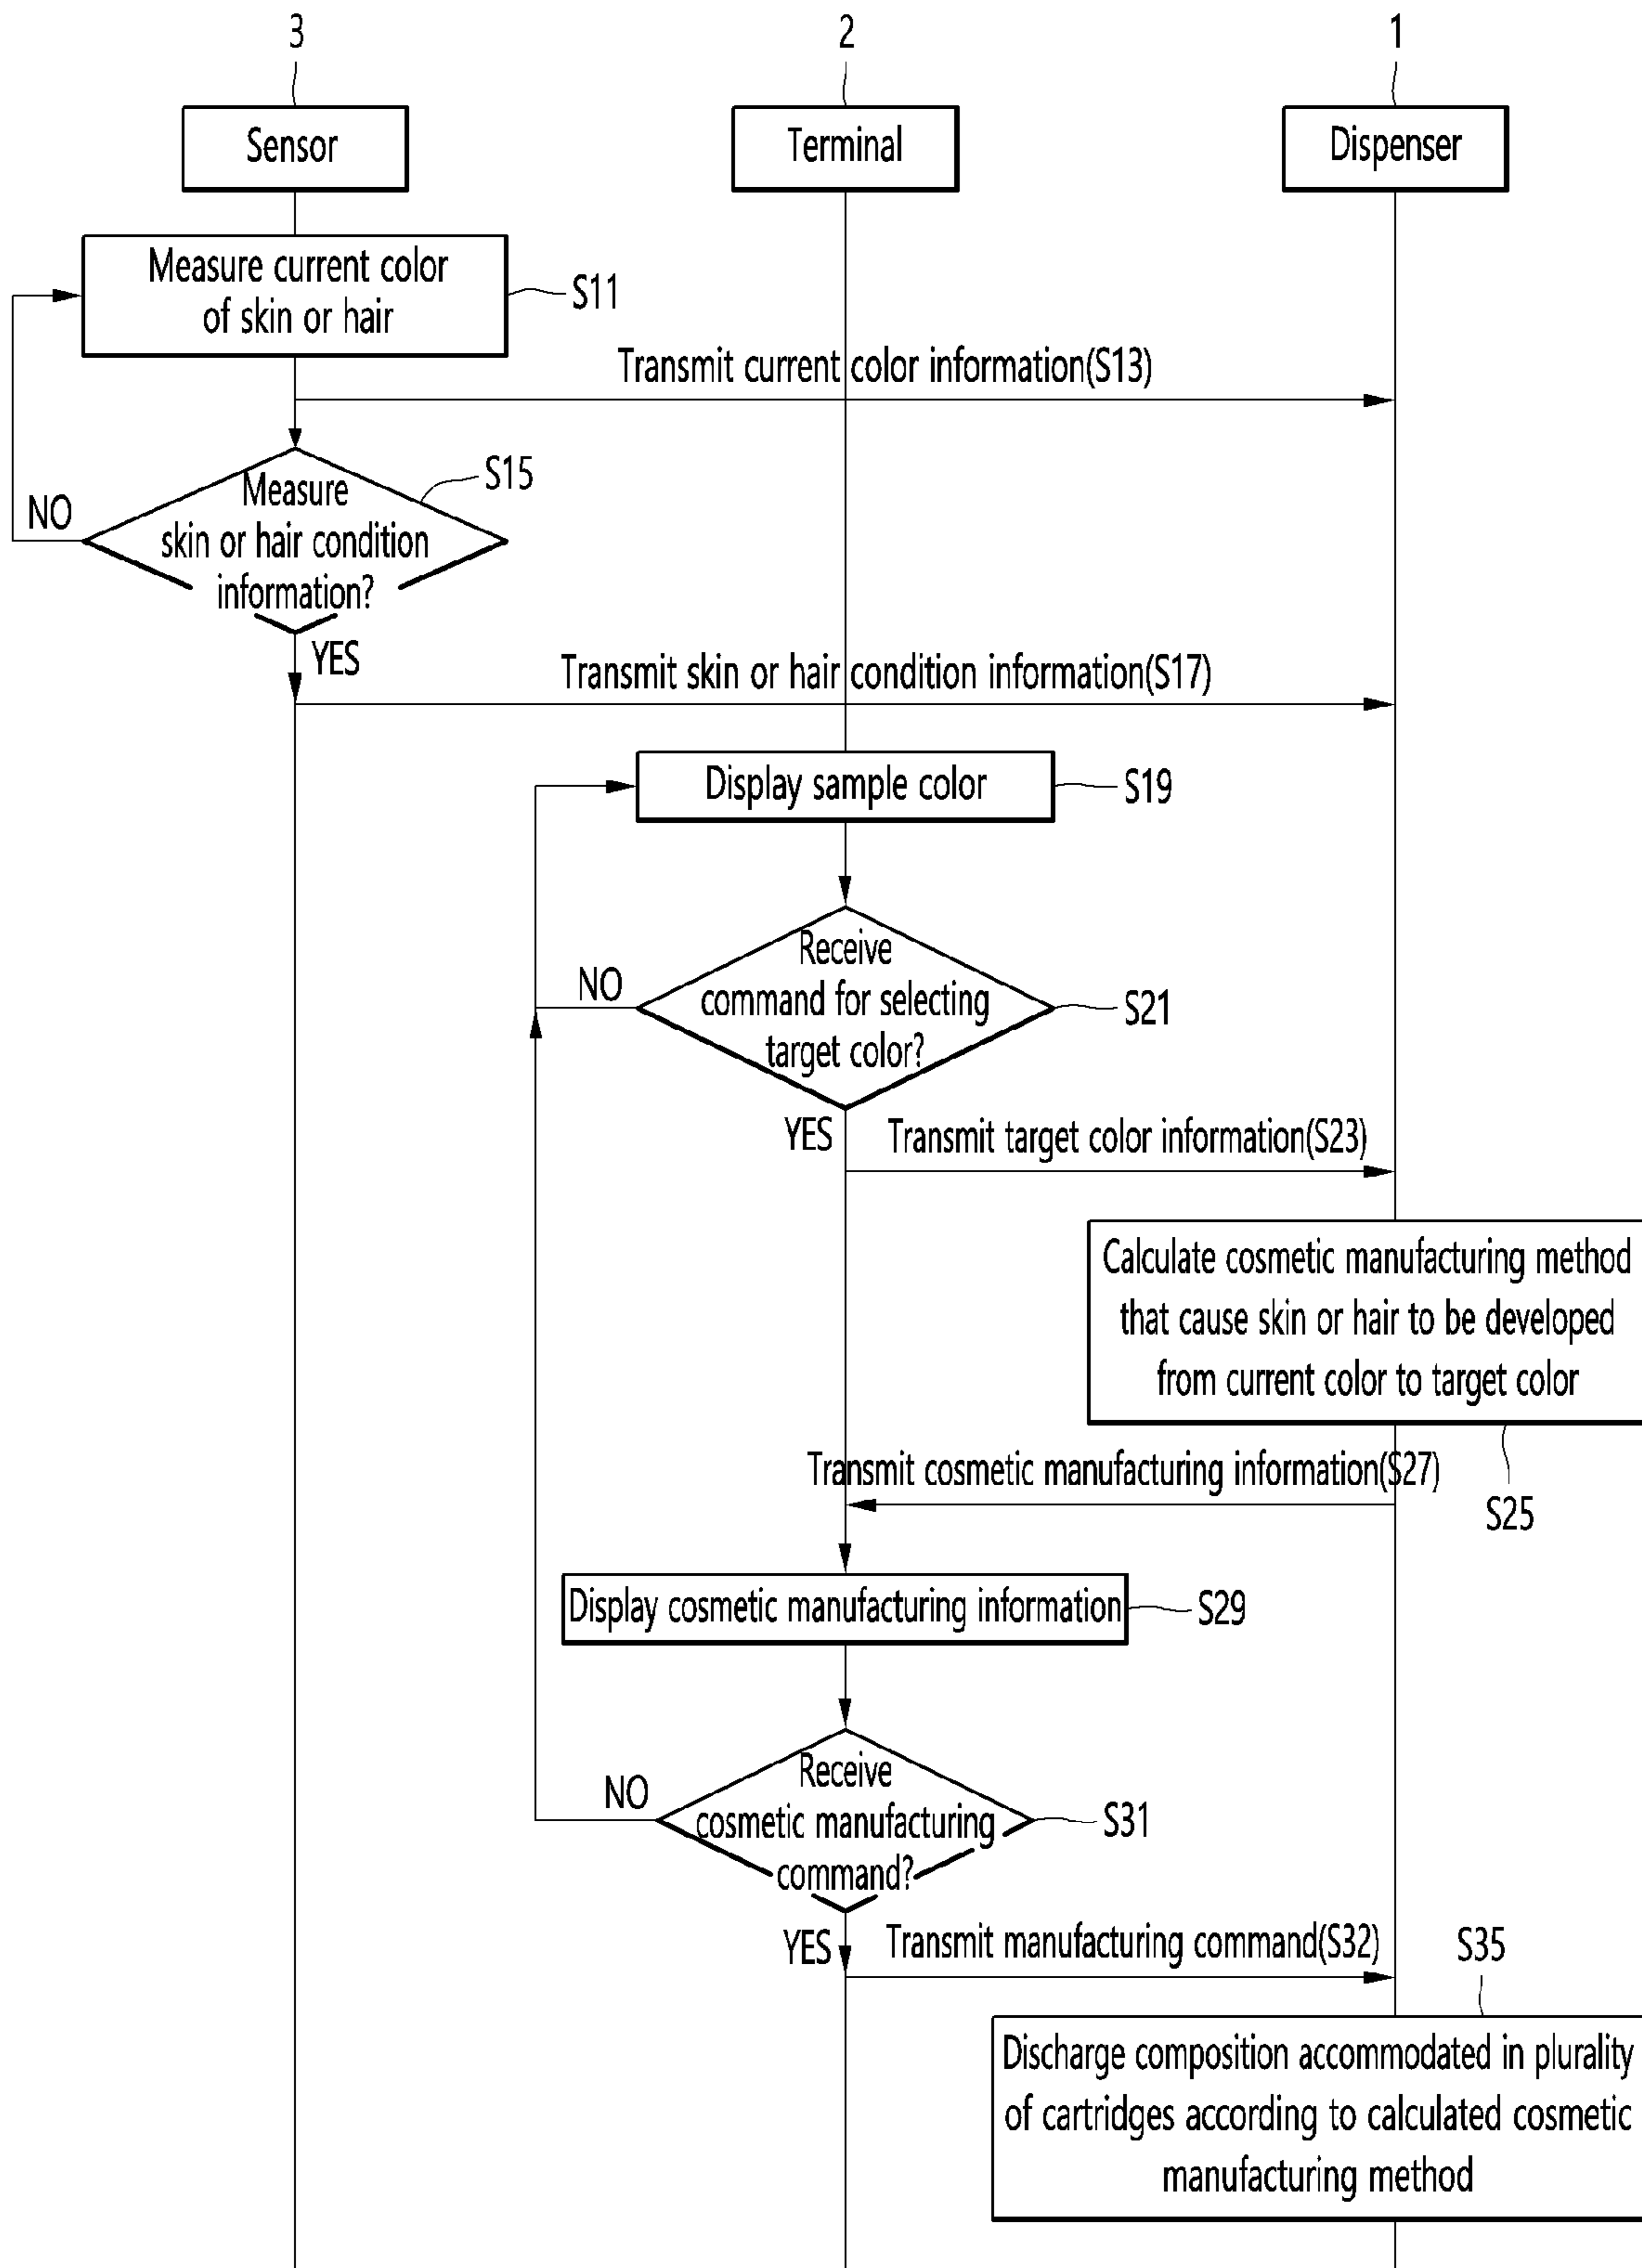 3
2
1
Sensor
Terminal
Dispenser
Measure current color
of skin or hair
S11
Transmit current color information(S13)
Measure
skin or hair condition
information?
S15
NO
YES
Transmit skin or hair condition information(S17)
Display sample color
S19
Receive
command for selecting
target color?
NO
S21
YES
Transmit target color information(S23)
Calculate cosmetic manufacturing method
that cause skin or hair to be developed
from current color to target color
Transmit cosmetic manufacturing information(S27)
S25
Display cosmetic manufacturing information
S29
Receive
cosmetic manufacturing
command?
NO
S31
YES
Transmit manufacturing command(S32)
S35
Discharge composition accommodated in plurality
of cartridges according to calculated cosmetic
manufacturing method